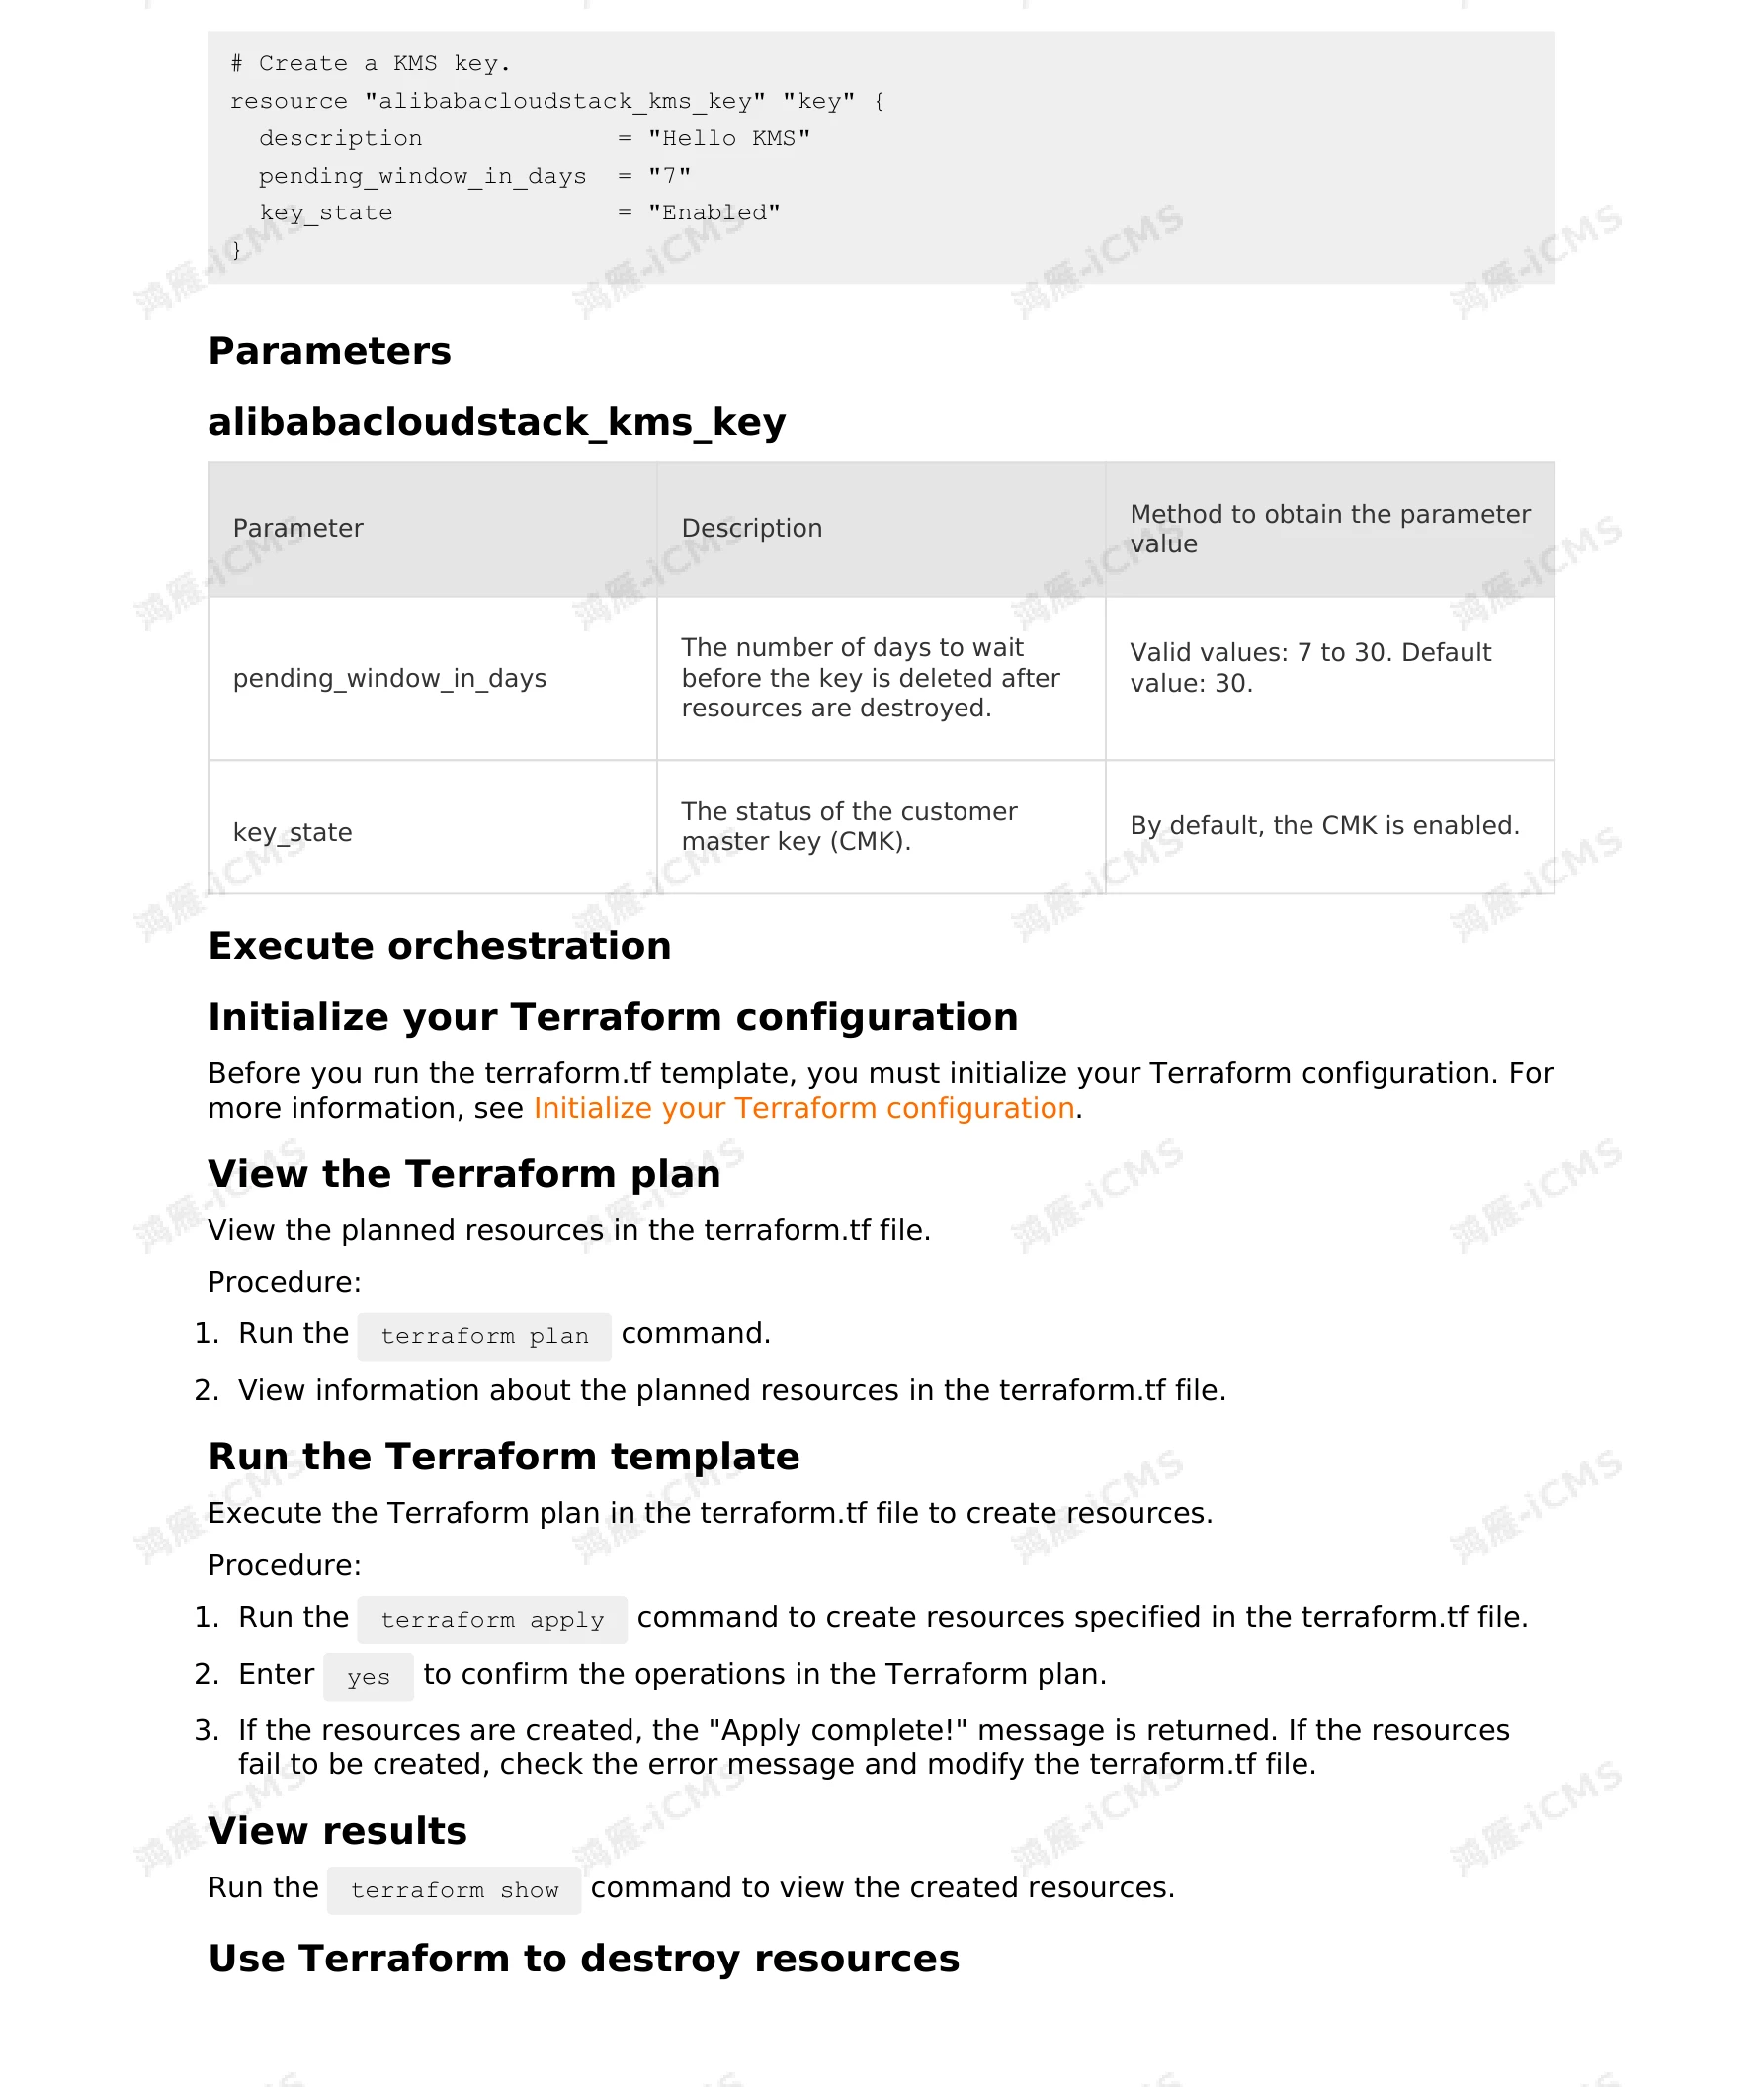 # Create a KMS key.
resource "alibabacloudstack_kms_key" "key" {
  description             = "Hello KMS"
  pending_window_in_days  = "7"
  key_state               = "Enabled"
}
Parameters
alibabacloudstack_kms_key
Parameter
Description
Method to obtain the parameter
value
pending_window_in_days
The number of days to wait
before the key is deleted after
resources are destroyed.
Valid values: 7 to 30. Default
value: 30.
key_state
The status of the customer
master key (CMK).
By default, the CMK is enabled.
Execute orchestration
Initialize your Terraform configuration
Before you run the terraform.tf template, you must initialize your Terraform configuration. For
more information, see Initialize your Terraform configuration.
View the Terraform plan
View the planned resources in the terraform.tf file.
Procedure:
1. Run the terraform plan command.
2. View information about the planned resources in the terraform.tf file.
Run the Terraform template
Execute the Terraform plan in the terraform.tf file to create resources.
Procedure:
1. Run the terraform apply command to create resources specified in the terraform.tf file.
2. Enter yes to confirm the operations in the Terraform plan.
3. If the resources are created, the "Apply complete!" message is returned. If the resources
fail to be created, check the error message and modify the terraform.tf file.
View results
Run the terraform show command to view the created resources.
Use Terraform to destroy resources
鸿雁-iCMS